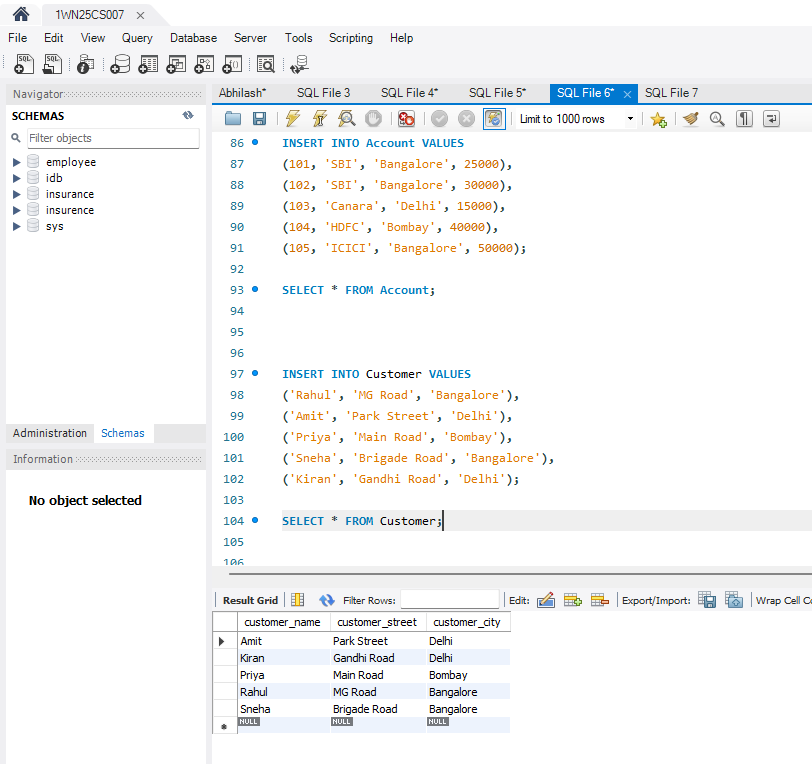 1WN25CS007 ×
File Edit View Query Database Server Tools Scripting Help
Navigator
SCHEMAS
Filter objects
employee
idb
insurance
insurence
sys
Administration Schemas
Information
No object selected
Abhilash* SQL File 3 SQL File 4* SQL File 5* SQL File 6* × SQL File 7
Limit to 1000 rows
86 INSERT INTO Account VALUES
87 (101, 'SBI', 'Bangalore', 25000),
88 (102, 'SBI', 'Bangalore', 30000),
89 (103, 'Canara', 'Delhi', 15000),
90 (104, 'HDFC', 'Bombay', 40000),
91 (105, 'ICICI', 'Bangalore', 50000);
92
93 SELECT * FROM Account;
94
95
96
97 INSERT INTO Customer VALUES
98 ('Rahul', 'MG Road', 'Bangalore'),
99 ('Amit', 'Park Street', 'Delhi'),
100 ('Priya', 'Main Road', 'Bombay'),
101 ('Sneha', 'Brigade Road', 'Bangalore'),
102 ('Kiran', 'Gandhi Road', 'Delhi');
103
104 SELECT * FROM Customer;
105
106
Result Grid Filter Rows: Edit: Export/Import: Wrap Cell Co
customer_name customer_street customer_city
Amit Park Street Delhi
Kiran Gandhi Road Delhi
Priya Main Road Bombay
Rahul MG Road Bangalore
Sneha Brigade Road Bangalore
NULL NULL NULL